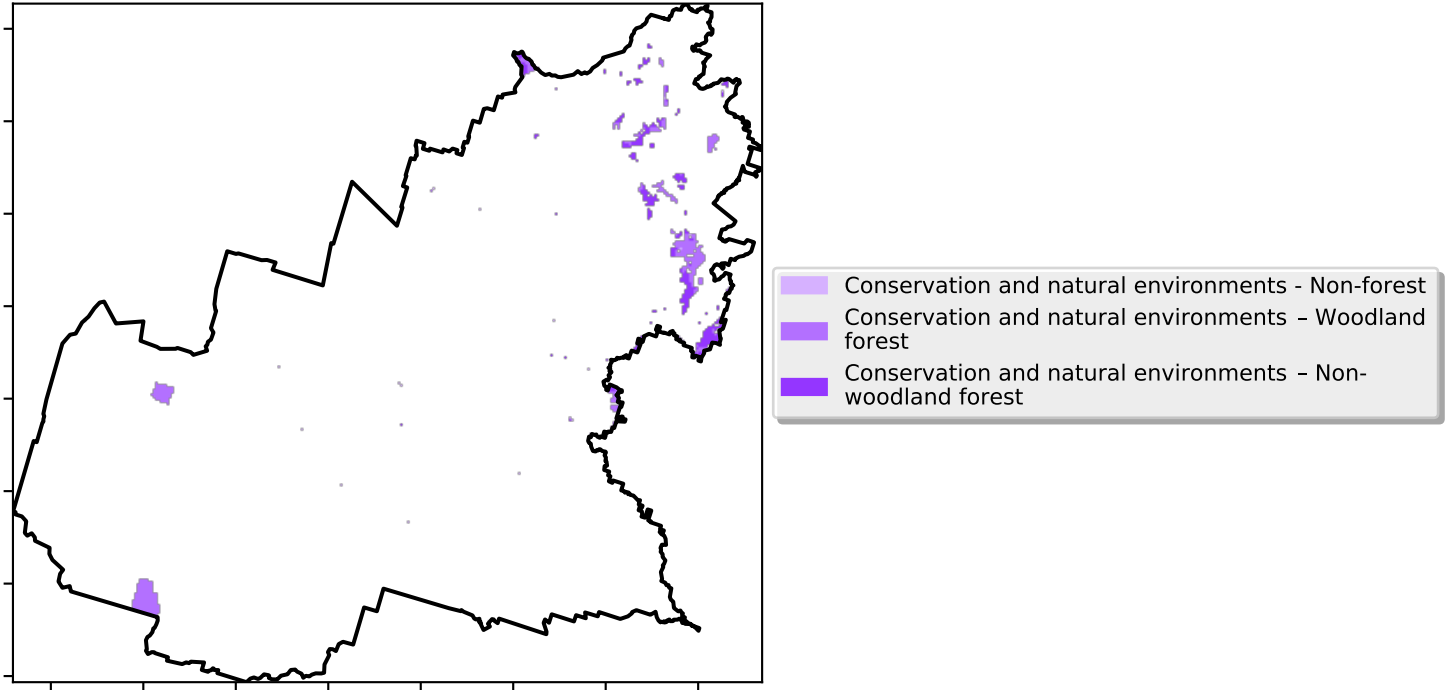 Conservation and natural environments - Non-forest
Conservation and natural environments – Woodland
forest
Conservation and natural environments – Non-
woodland forest